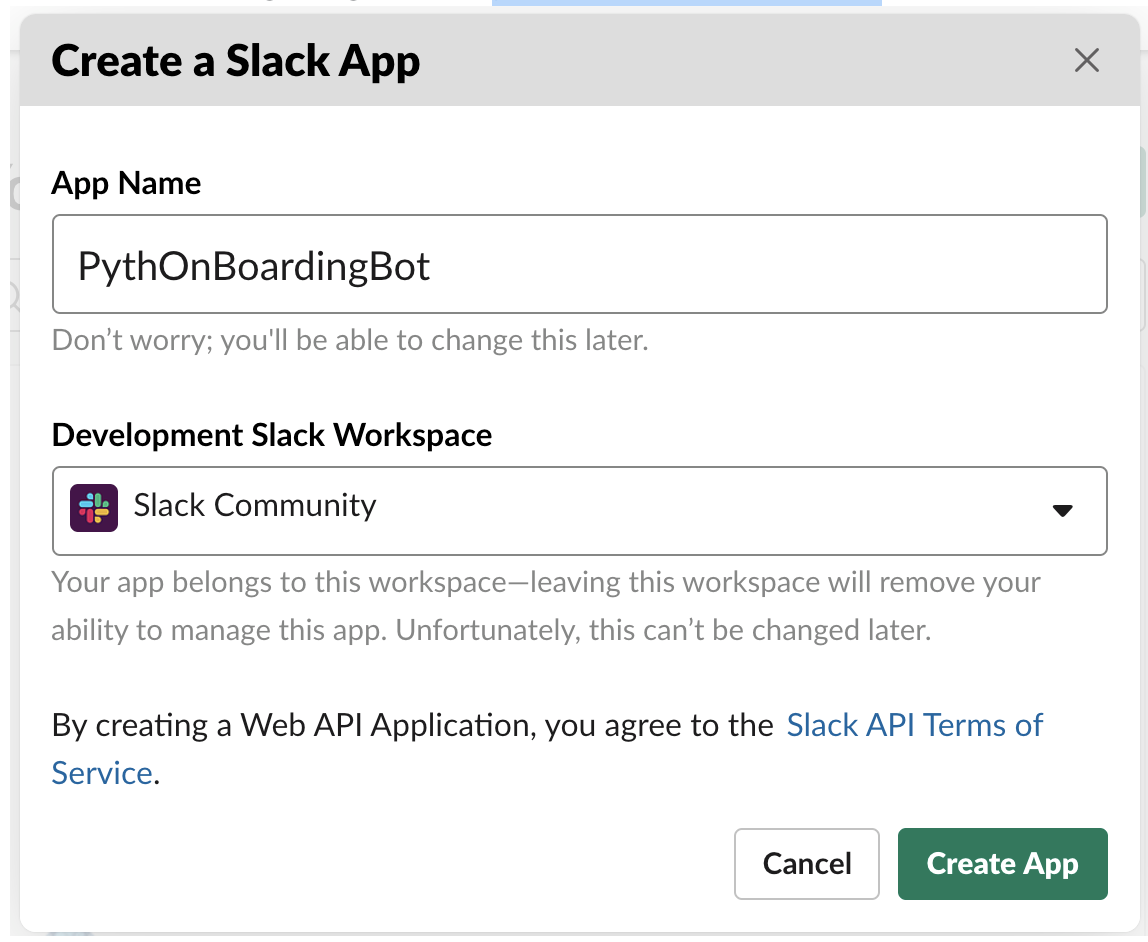 Create a Slack App
App Name
PythOnBoardingBot
Don’t worry; you'll be able to change this later.
Development Slack Workspace
Slack Community
Your app belongs to this workspace—leaving this workspace will remove your
ability to manage this app. Unfortunately, this can’t be changed later.
By creating a Web API Application, you agree to the Slack API Terms of
Service.
Cancel
Create App